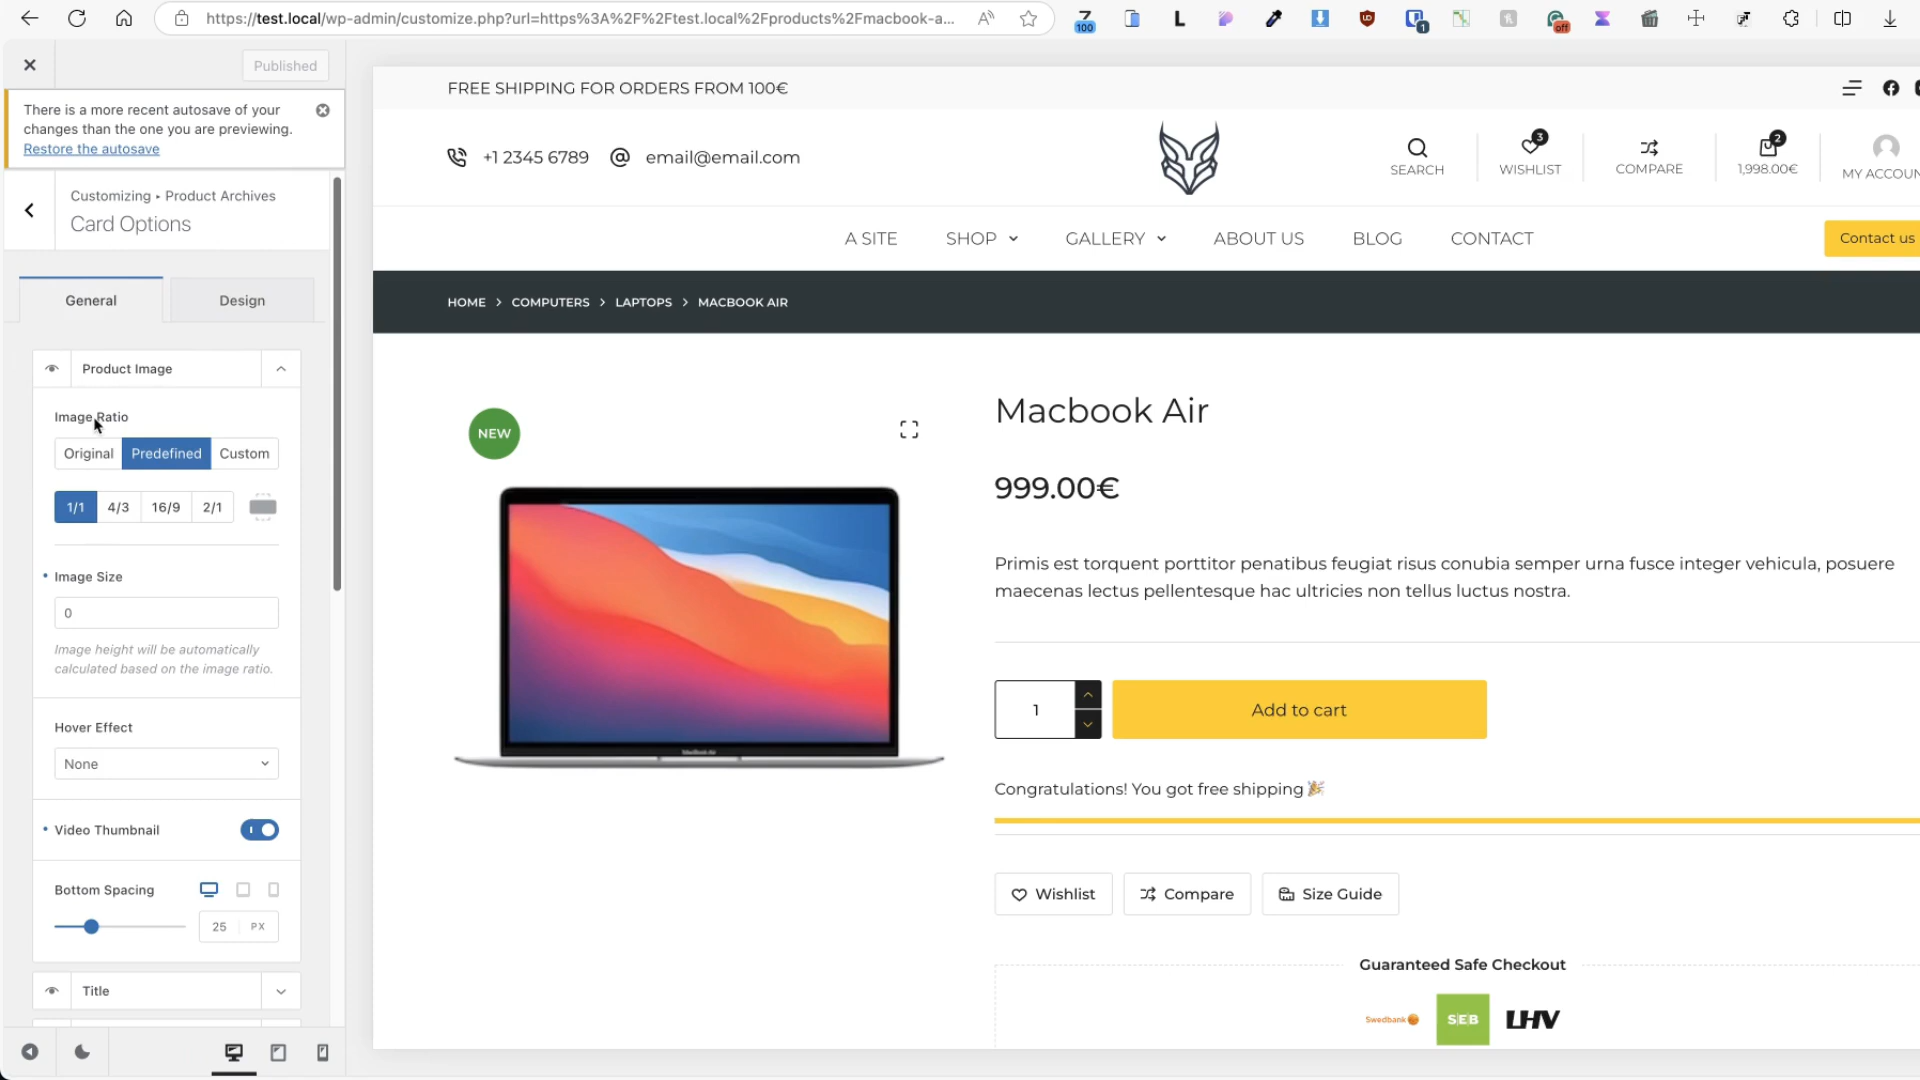 https://test.local/wp-admin/customize.php?url=https%3A%2F%2Ftest.local%2Fproducts%2Fmacbook-a...
100
1
off
Published
There is a more recent autosave of your
changes than the one you are previewing.
Restore the autosave
Customizing ▸ Product Archives
Card Options
General
Design
Product Image
Image Ratio
Original
Predefined
Custom
1/1
4/3
16/9
2/1
Image Size
0
Image height will be automatically
calculated based on the image ratio.
Hover Effect
None
Video Thumbnail
Bottom Spacing
25
PX
Title
FREE SHIPPING FOR ORDERS FROM 100€
+1 2345 6789
email@email.com
SEARCH
3
WISHLIST
COMPARE
2
1,998.00€
MY ACCOUN
A SITE
SHOP
GALLERY
ABOUT US
BLOG
CONTACT
Contact us
HOME > COMPUTERS > LAPTOPS > MACBOOK AIR
NEW
MacBook Air
Macbook Air
999.00€
Primis est torquent porttitor penatibus feugiat risus conubia semper urna fusce integer vehicula, posuere
maecenas lectus pellentesque hac ultricies non tellus luctus nostra.
1
Add to cart
Congratulations! You got free shipping 🎉
Wishlist
Compare
Size Guide
Guaranteed Safe Checkout
Swedbank
SEB
LHV